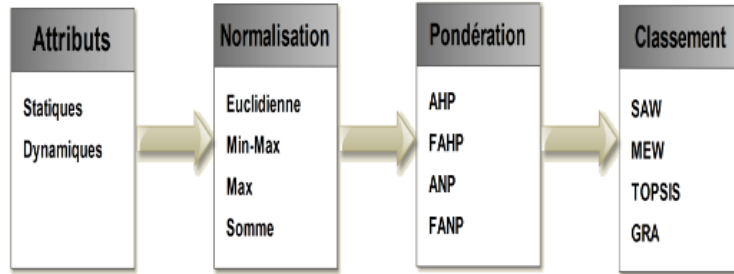 Attributs
Statiques
Dynamiques
Normalisation
Euclidienne
Min-Max
Max
Somme
Pondération
AHP
FAHP
ANP
FANP
Classement
SAW
MEW
TOPSIS
GRA